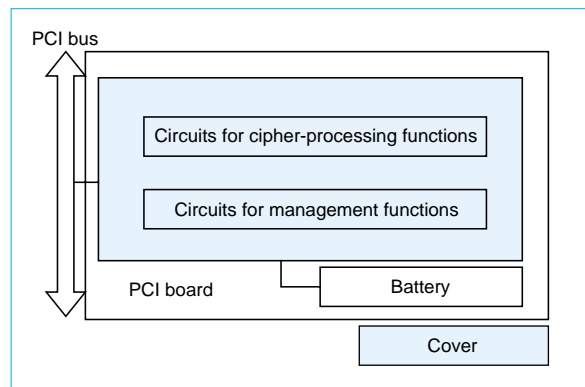 PCI bus
Circuits for cipher-processing functions
Circuits for management functions
PCI board
Battery
Cover